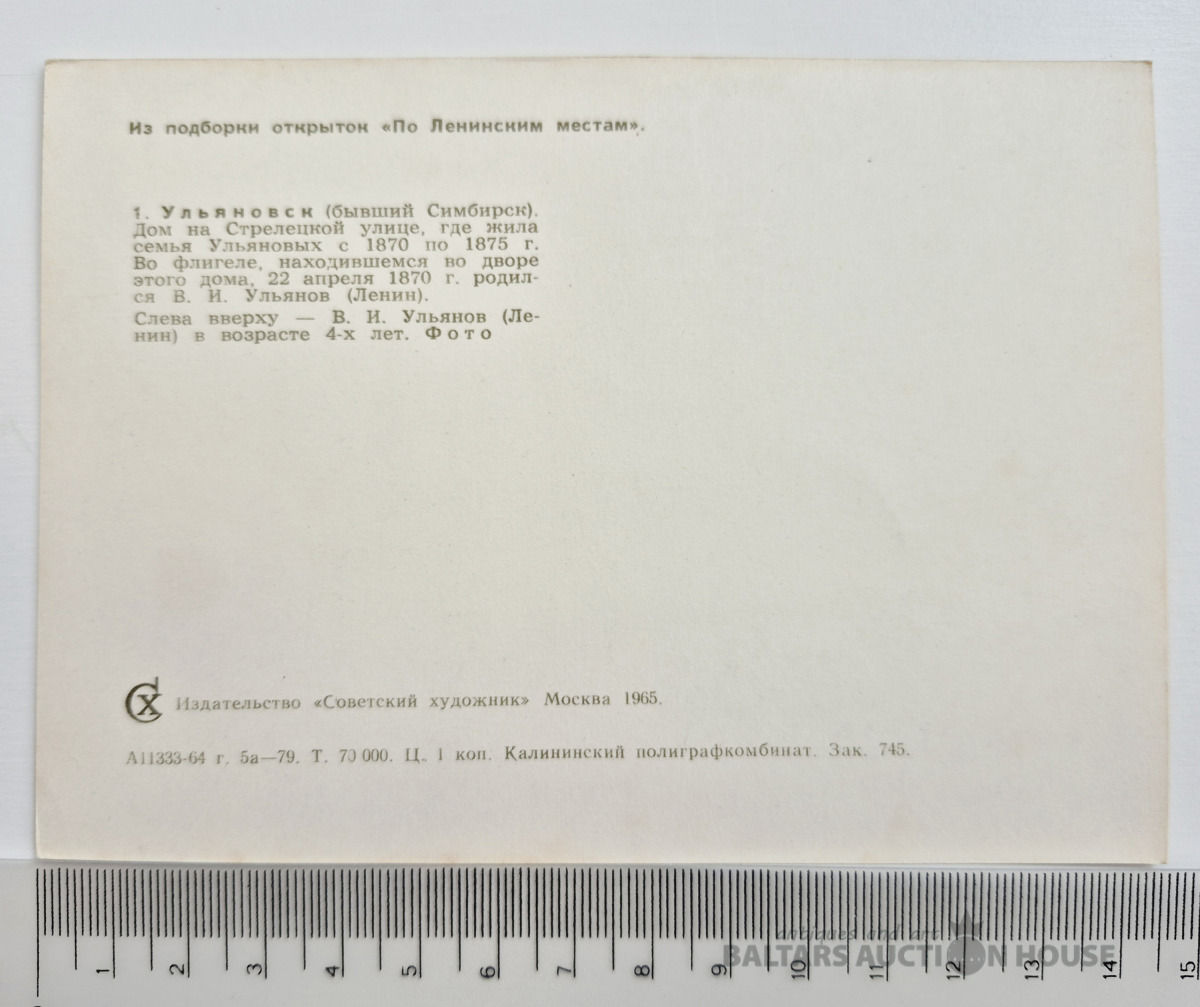 Из подборки открыток «По Ленинским местам».
1. Ульяновск (бывший Симбирск).
Дом на Стрелецкой улице, где жила
семья Ульяновых с 1870 по 1875 г.
Во флигеле, находившемся во дворе
этого дома, 22 апреля 1870 г. родил-
ся В. И. Ульянов (Ленин).
Слева вверху — В. И. Ульянов (Ле-
нин) в возрасте 4-х лет. Фото
СХ Издательство «Советский художник» Москва 1965.
А11333-64 г. 5а—79. Т. 70 000. Ц. 1 коп. Калининский полиграфкомбинат. Зак. 745.
antiques and art
BALTARS AUCTION HOUSE
1 2 3 4 5 6 7 8 9 10 11 12 13 14 15